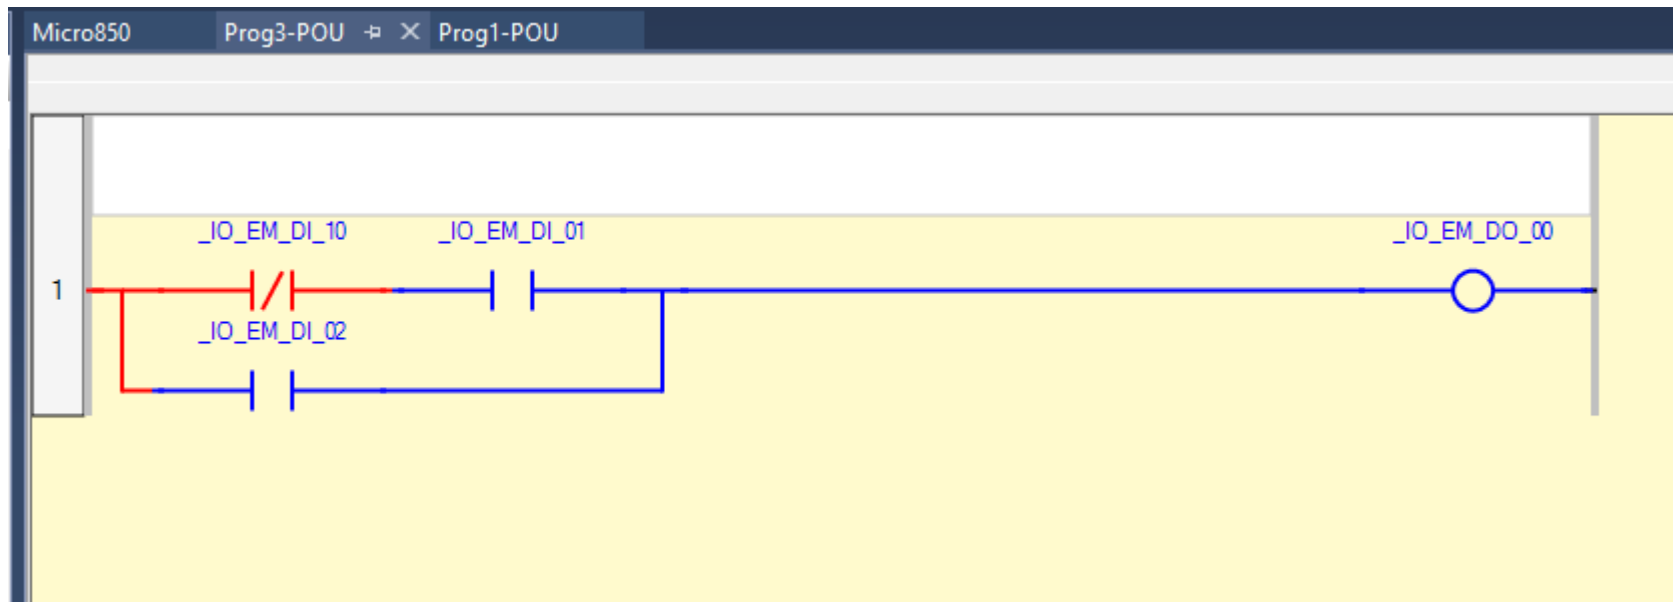 Micro850 Prog3-POU Prog1-POU
_IO_EM_DI_10 _IO_EM_DI_01 _IO_EM_DO_00
1
_IO_EM_DI_02